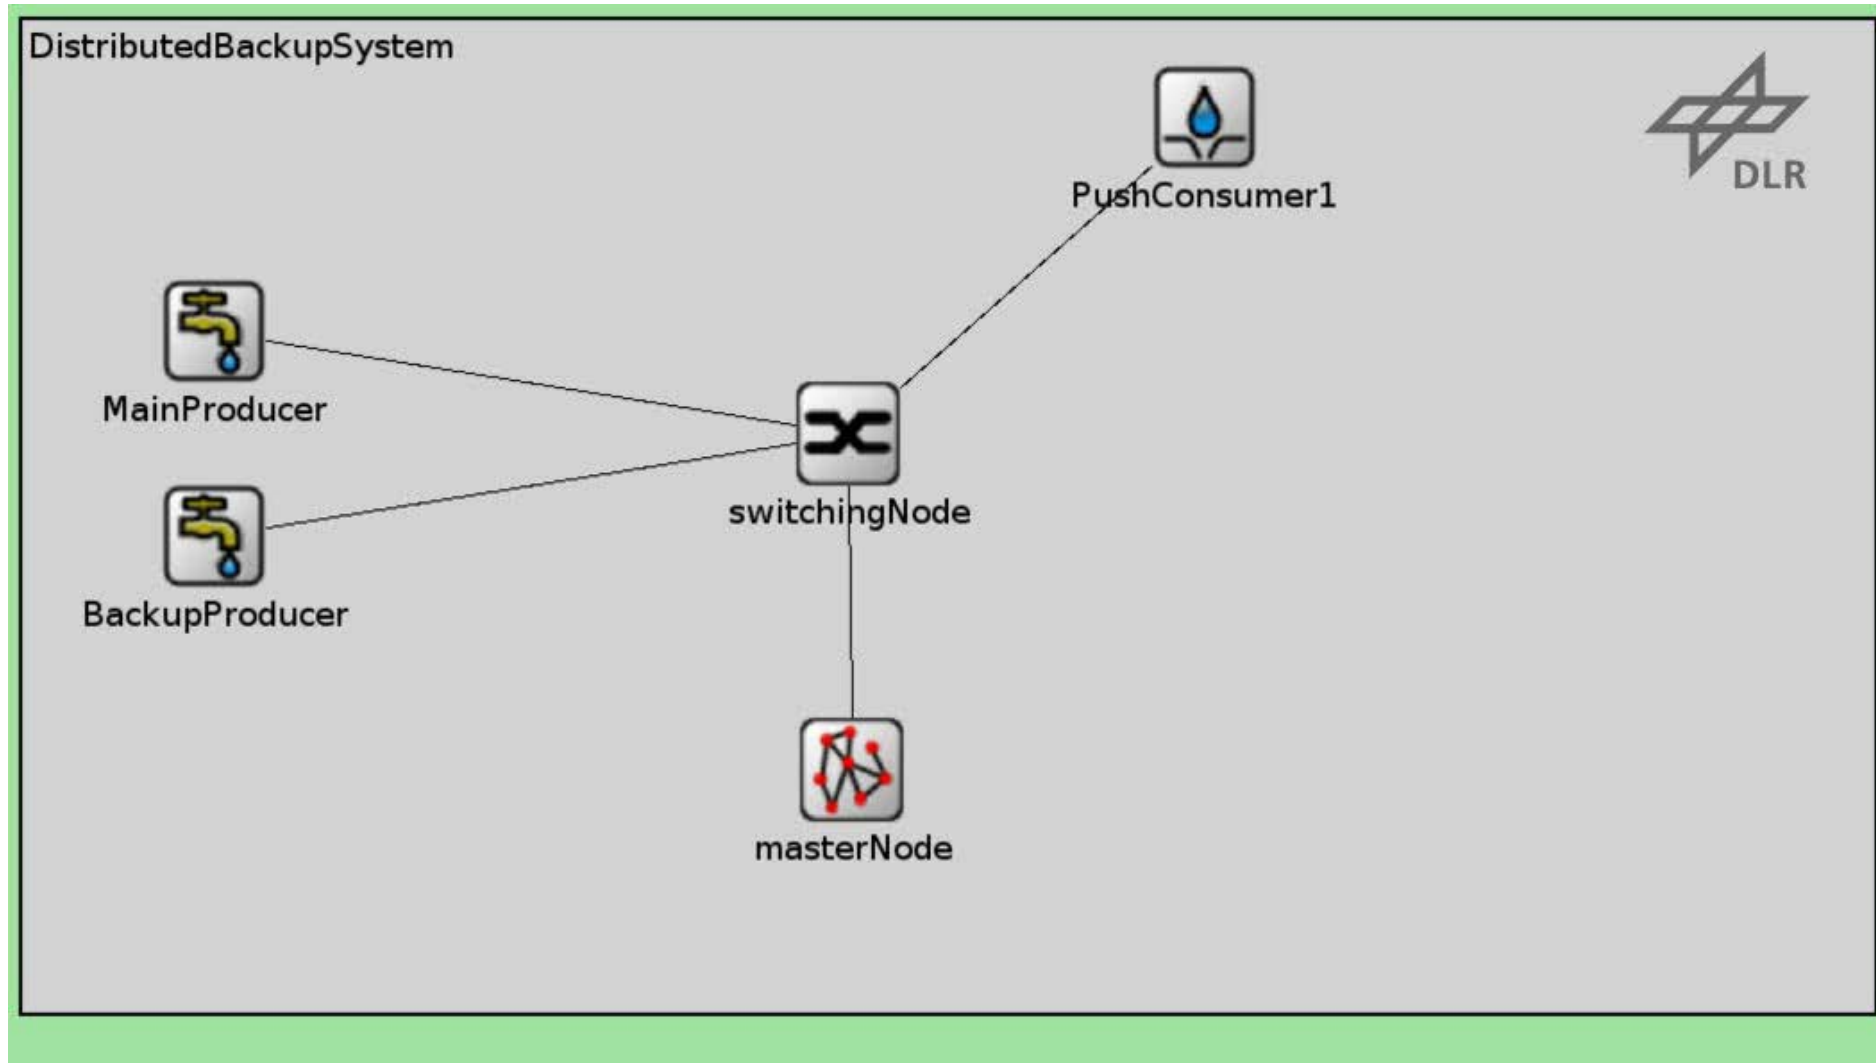 DistributedBackupSystem
DLR
PushConsumer1
MainProducer
switchingNode
BackupProducer
masterNode